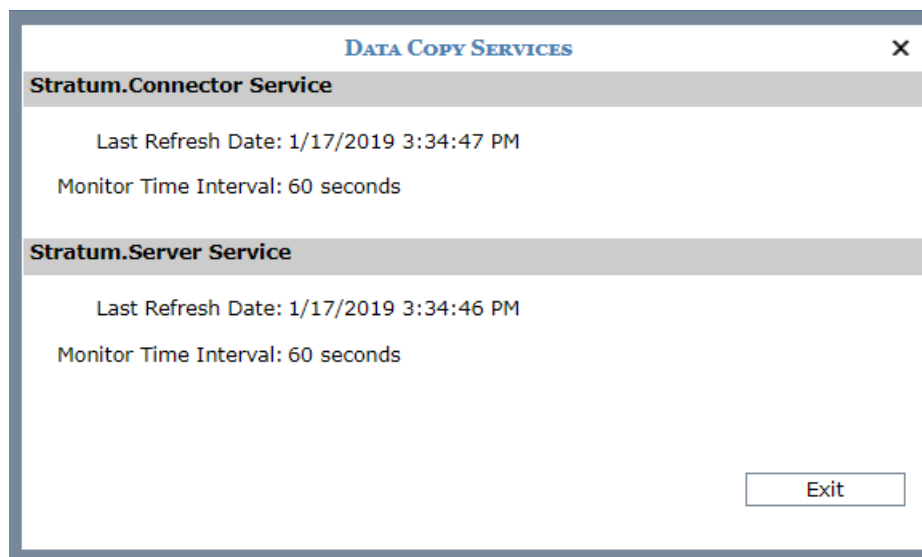 Data Copy Services
Stratum.Connector Service
Last Refresh Date: 1/17/2019 3:34:47 PM
Monitor Time Interval: 60 seconds
Stratum.Server Service
Last Refresh Date: 1/17/2019 3:34:46 PM
Monitor Time Interval: 60 seconds
Exit